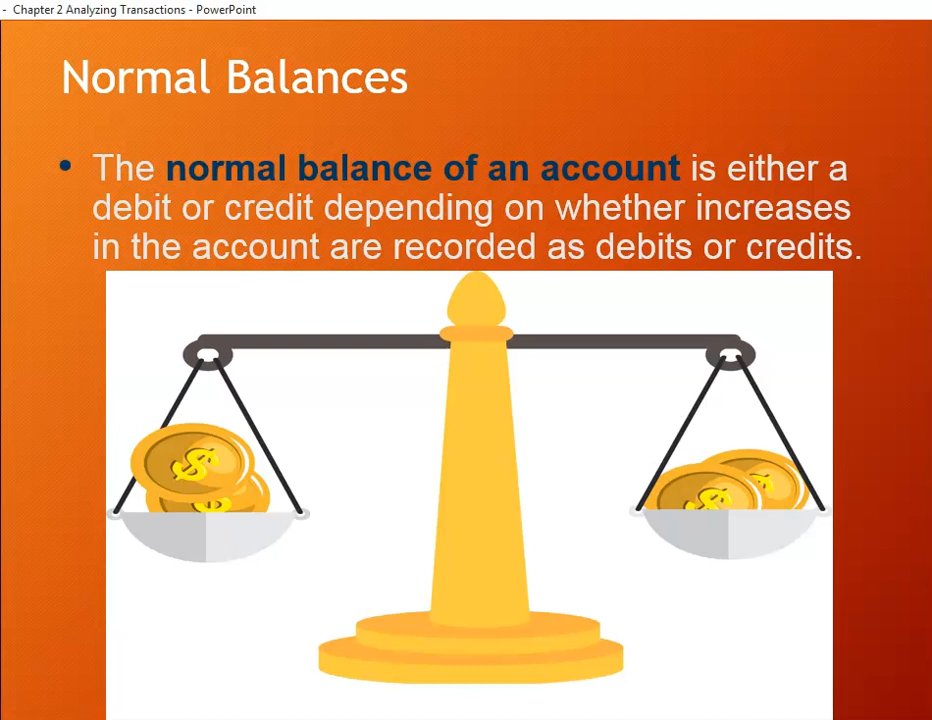 - Chapter 2 Analyzing Transactions - PowerPoint
Normal Balances
• The normal balance of an account is either a
debit or credit depending on whether increases
in the account are recorded as debits or credits.
$
$
$
$